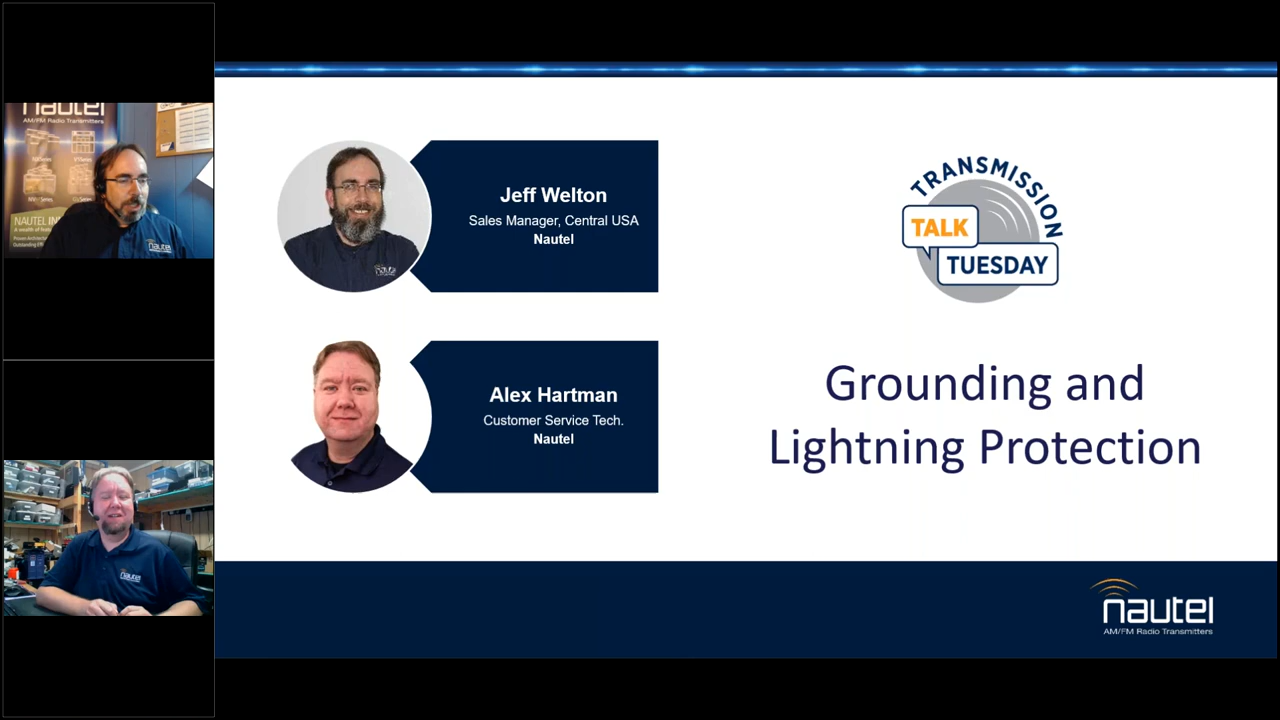 nautel
AM/FM Radio Transmitters
NAUTEL
nautel
nautel
Jeff Welton
Sales Manager, Central USA
Nautel
Alex Hartman
Customer Service Tech.
Nautel
TRANSMISSION
TALK
TUESDAY
Grounding and
Lightning Protection
nautel
AM/FM Radio Transmitters